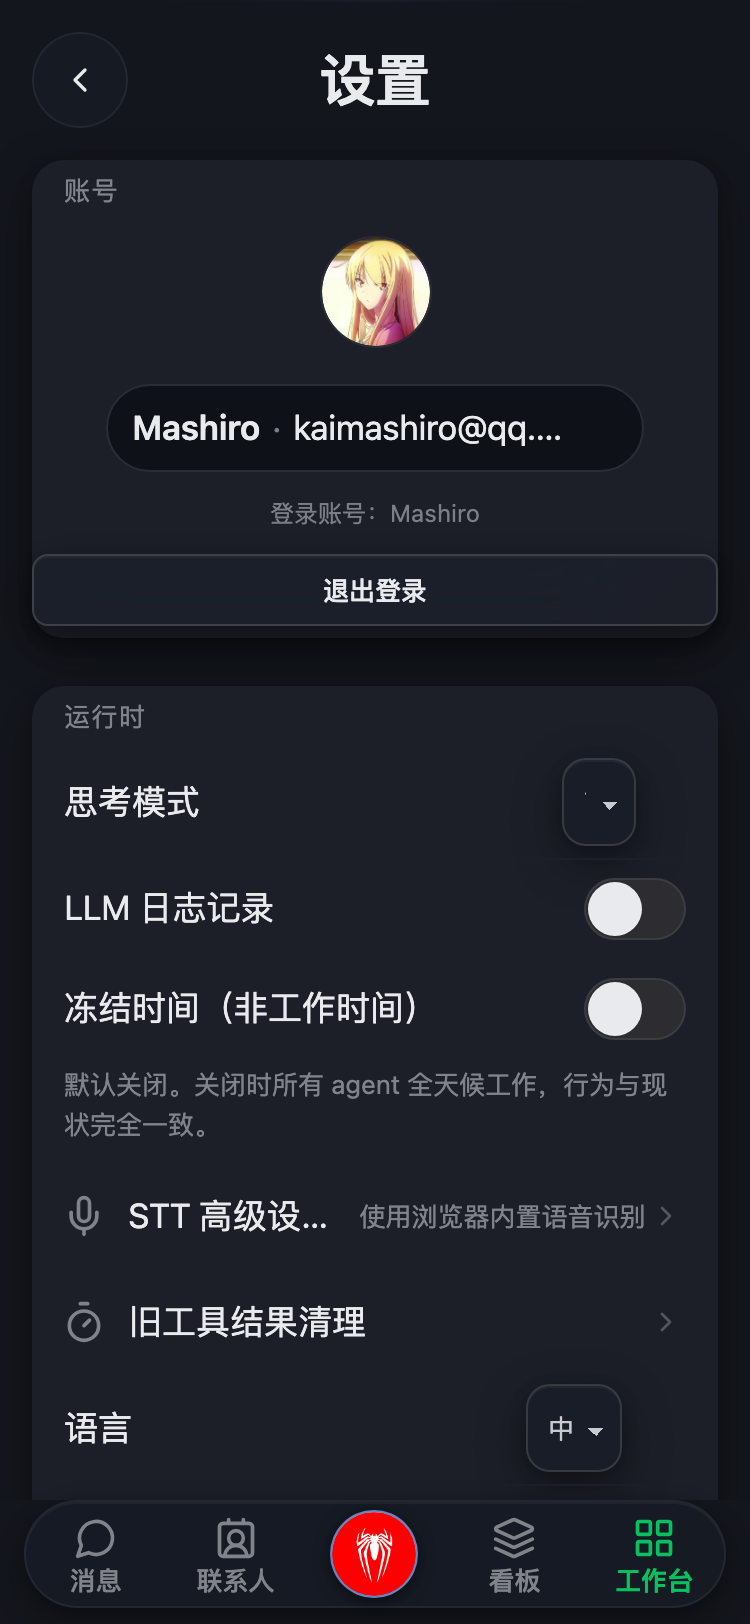 设置
账号
Mashiro · kaimashiro@qq....
登录账号：Mashiro
退出登录
运行时
思考模式
LLM 日志记录
冻结时间（非工作时间）
默认关闭。关闭时所有 agent 全天候工作，行为与现
状完全一致。
STT 高级设... 使用浏览器内置语音识别
旧工具结果清理
语言 中
消息 联系人 看板 工作台